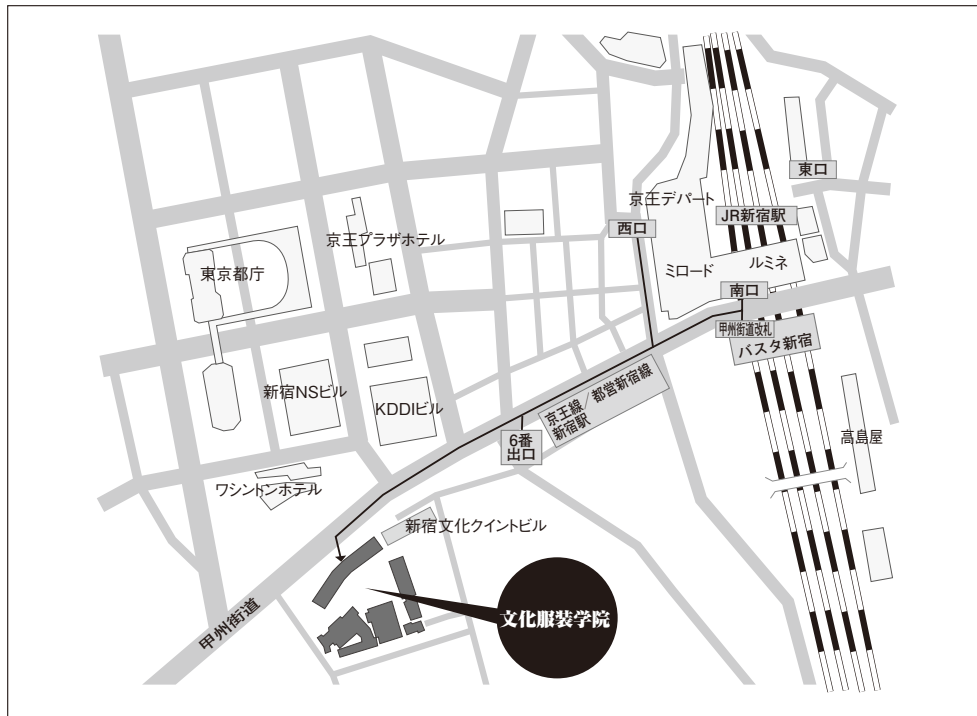 東口
京王デパート
JR新宿駅
西口
京王プラザホテル
東京都庁
ミロード
ルミネ
南口
甲州街道改札
バスタ新宿
新宿NSビル
KDDIビル
京王線/都営新宿線
新宿駅
6番
出口
高島屋
ワシントンホテル
新宿文化クイントビル
甲州街道
文化服装学院